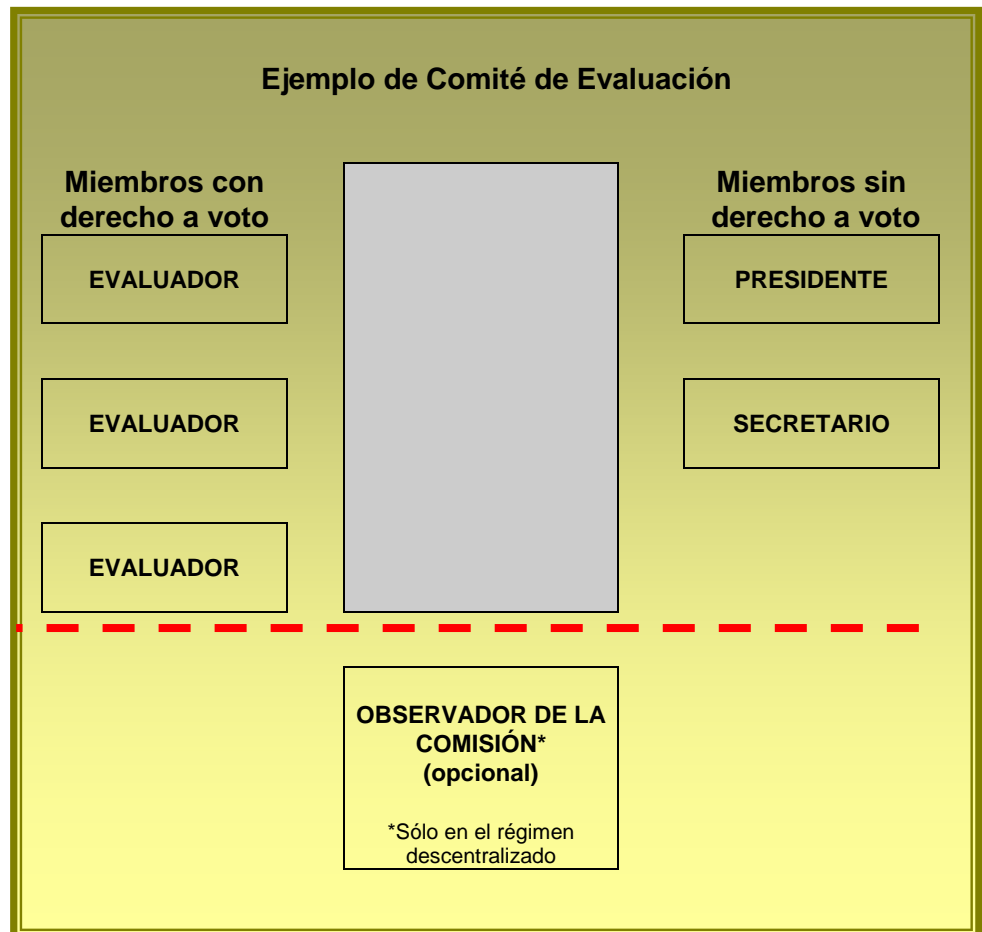 Ejemplo de Comité de Evaluación
Miembros con
derecho a voto
EVALUADOR
EVALUADOR
EVALUADOR
Miembros sin
derecho a voto
PRESIDENTE
SECRETARIO
OBSERVADOR DE LA
COMISIÓN*
(opcional)
*Sólo en el régimen
descentralizado